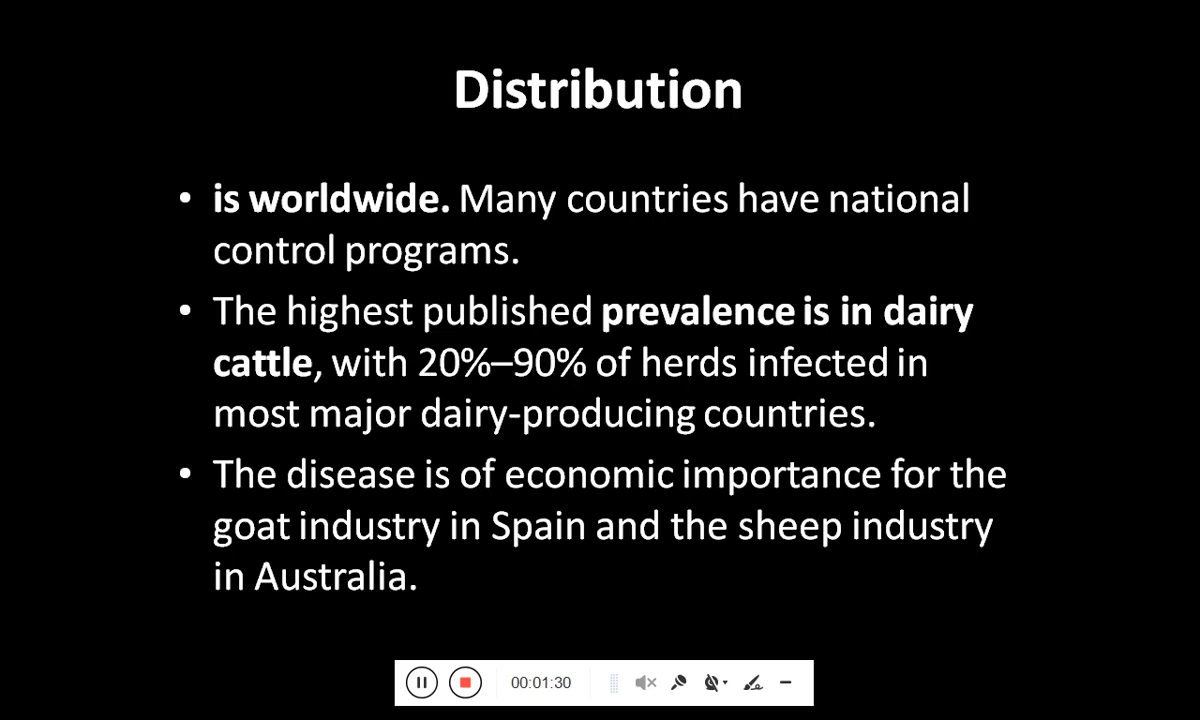 Distribution
• is worldwide. Many countries have national
control programs.
• The highest published prevalence is in dairy
cattle, with 20%–90% of herds infected in
most major dairy-producing countries.
• The disease is of economic importance for the
goat industry in Spain and the sheep industry
in Australia.
00:01:30